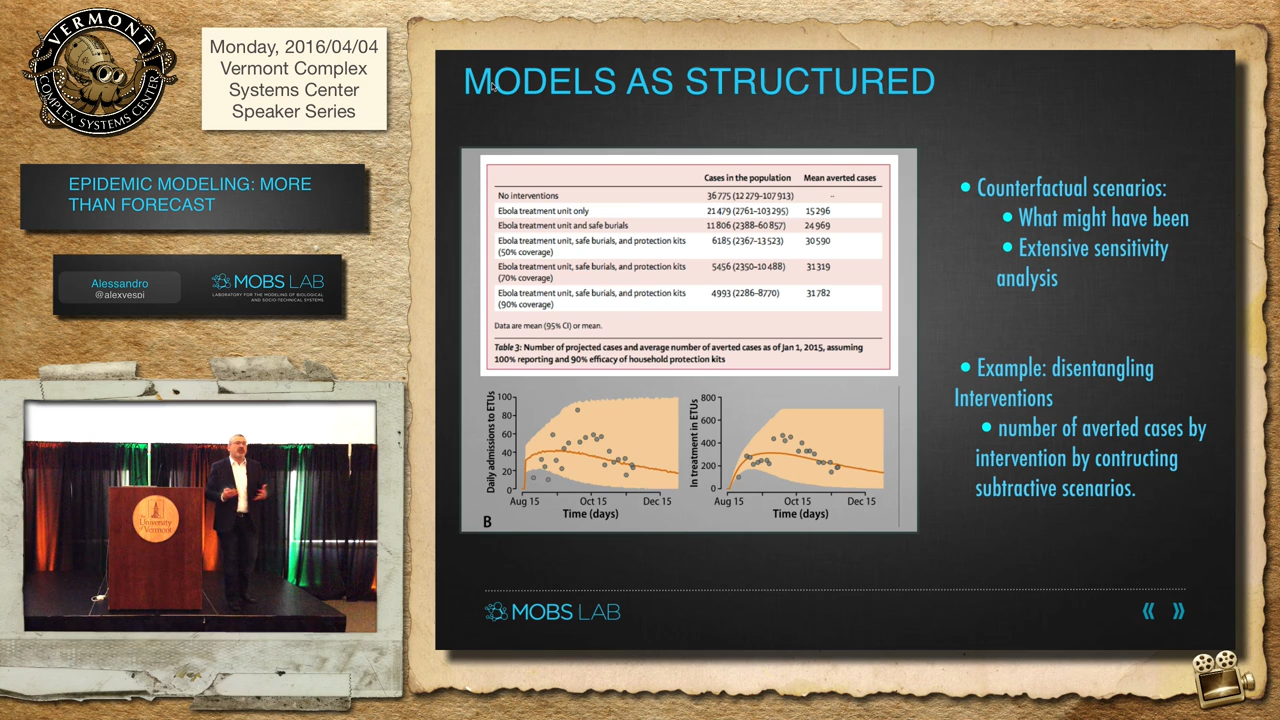 VERMONT
COMPLEX SYSTEMS CENTER
Monday, 2016/04/04
Vermont Complex
Systems Center
Speaker Series
EPIDEMIC MODELING: MORE
THAN FORECAST
Alessandro
@alexvespi
MOBS LAB
LABORATORY FOR THE MODELING OF BIOLOGICAL
AND SOCIO-TECHNICAL SYSTEMS
The
University
of Vermont
MODELS AS STRUCTURED
Cases in the population Mean averted cases
No interventions 36 775 (12 279–107 913) ..
Ebola treatment unit only 21 479 (2761–103 295) 15 296
Ebola treatment unit and safe burials 11 806 (2388–60 857) 24 969
Ebola treatment unit, safe burials, and protection kits 6185 (2367–13 523) 30 590
(50% coverage)
Ebola treatment unit, safe burials, and protection kits 5456 (2350–10 488) 31 319
(70% coverage)
Ebola treatment unit, safe burials, and protection kits 4993 (2286–8770) 31 782
(90% coverage)
Data are mean (95% CI) or mean.
Table 3: Number of projected cases and average number of averted cases as of Jan 1, 2015, assuming
100% reporting and 90% efficacy of household protection kits
Daily admissions to ETUs
100
80
60
40
20
0
Aug 15 Oct 15 Dec 15
Time (days)
In treatment in ETUs
800
600
400
200
0
Aug 15 Oct 15 Dec 15
Time (days)
B
• Counterfactual scenarios:
• What might have been
• Extensive sensitivity
analysis
• Example: disentangling
Interventions
• number of averted cases by
intervention by contructing
subtractive scenarios.
MOBS LAB
« »